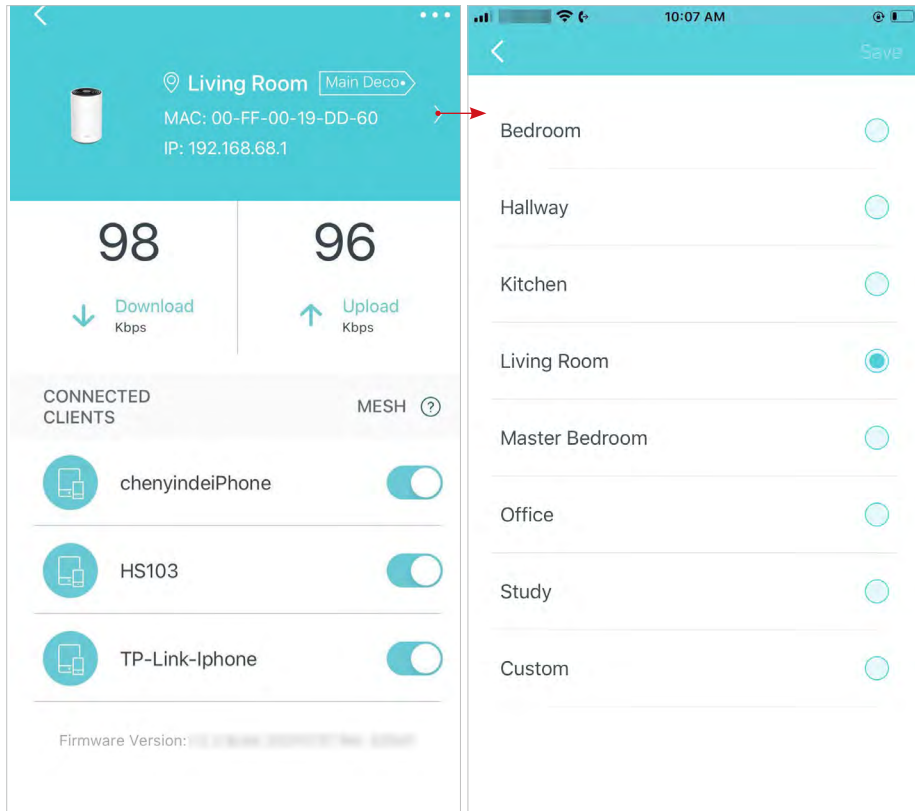 Living Room Main Deco
MAC: 00-FF-00-19-DD-60
IP: 192.168.68.1
98
96
Download
Kbps
Upload
Kbps
CONNECTED
CLIENTS
MESH ?
chenyindeiPhone
HS103
TP-Link-Iphone
Firmware Version:
10:07 AM
Save
Bedroom
Hallway
Kitchen
Living Room
Master Bedroom
Office
Study
Custom